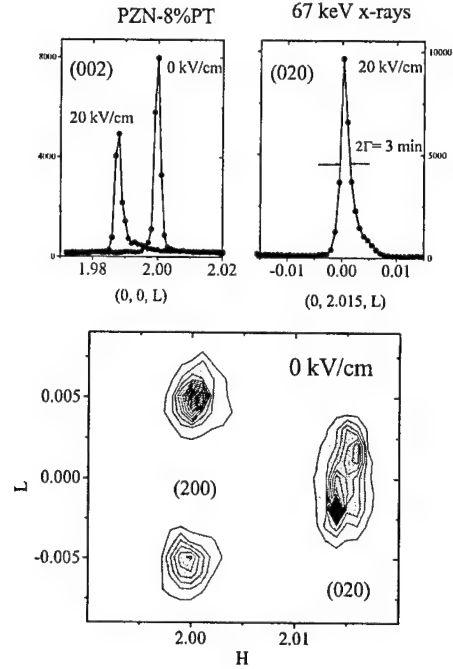 PZN-8%PT
67 keV x-rays
8000
(002)
0 kV/cm
20 kV/cm
4000
0
1.98
2.00
2.02
(0, 0, L)
10000
(020)
20 kV/cm
2Γ= 3 min
5000
0
-0.01
0.00
0.01
(0, 2.015, L)
0 kV/cm
0.005
(200)
L
0.000
-0.005
(020)
2.00
2.01
H